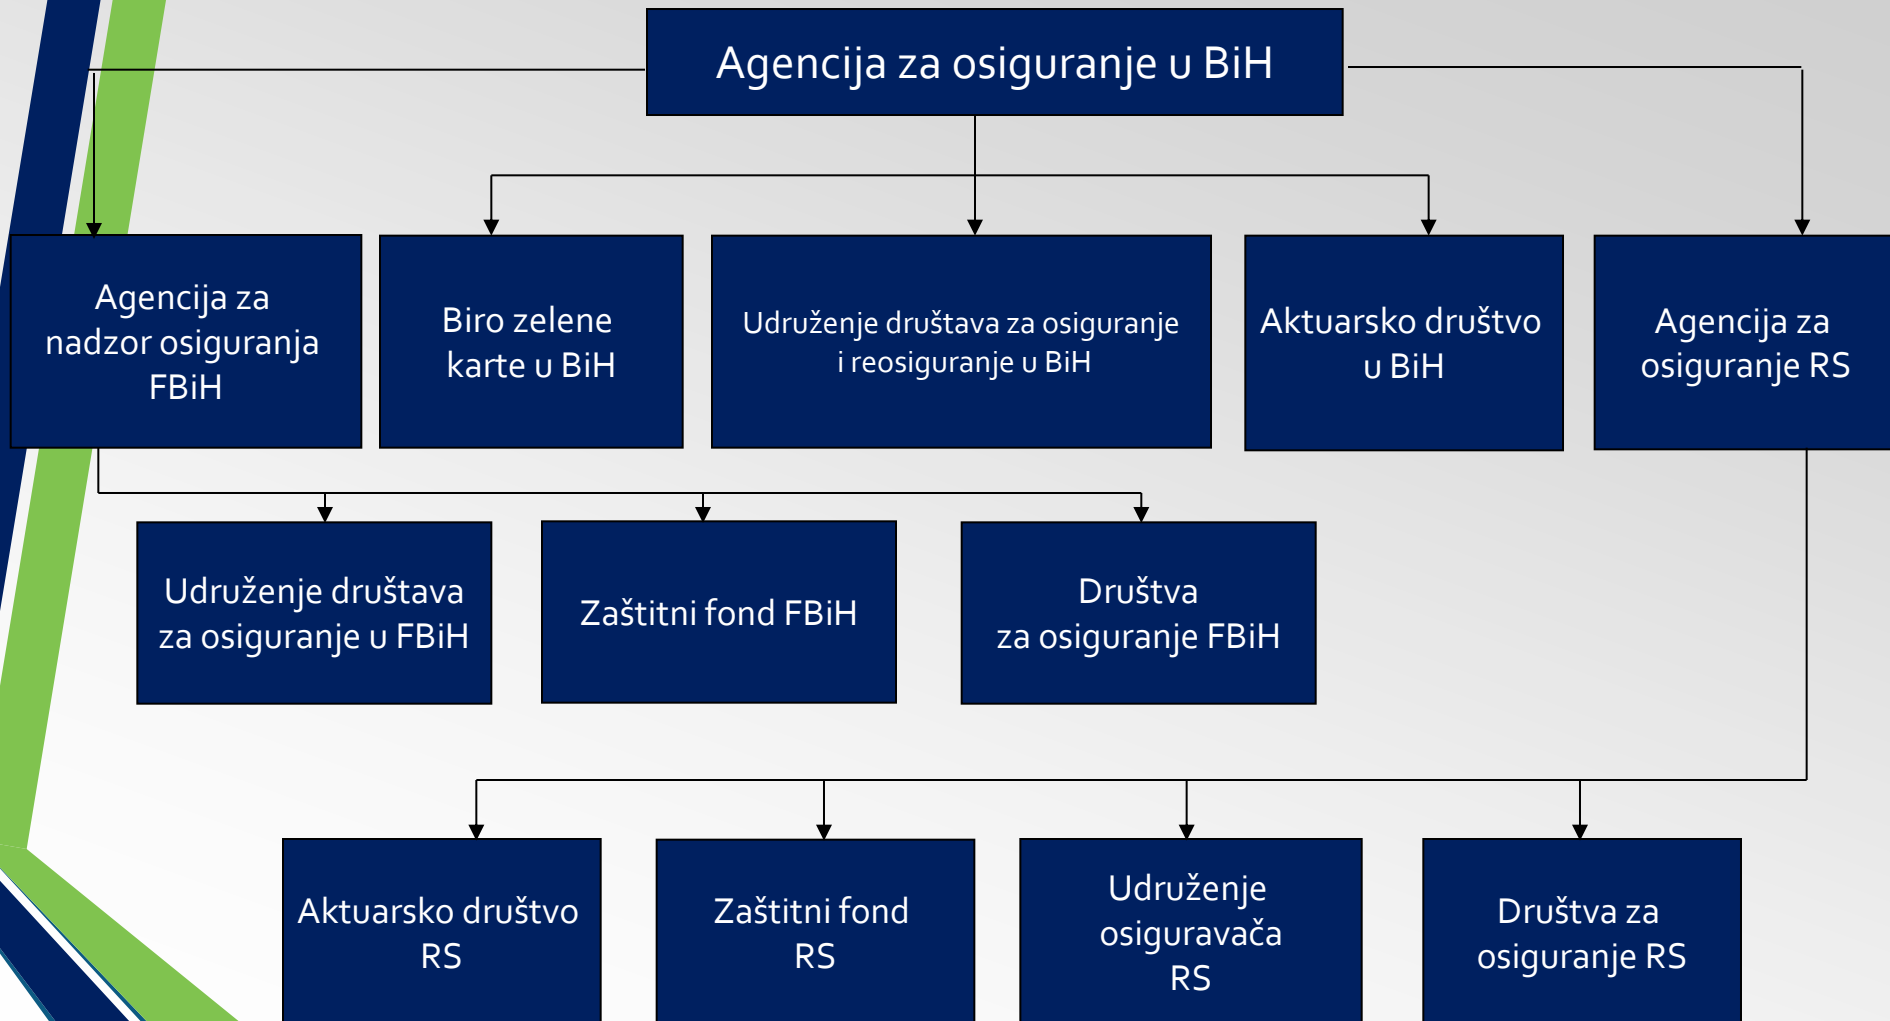 Agencija za osiguranje u BiH
Agencija za
nadzor osiguranja
FBiH
Biro zelene
karte u BiH
Udruženje društava za osiguranje
i reosiguranje u BiH
Aktuarsko društvo
u BiH
Agencija za
osiguranje RS
Udruženje društava
za osiguranje u FBiH
Zaštitni fond FBiH
Društva
za osiguranje FBiH
Aktuarsko društvo
RS
Zaštitni fond
RS
Udruženje
osiguravača
RS
Društva za
osiguranje RS